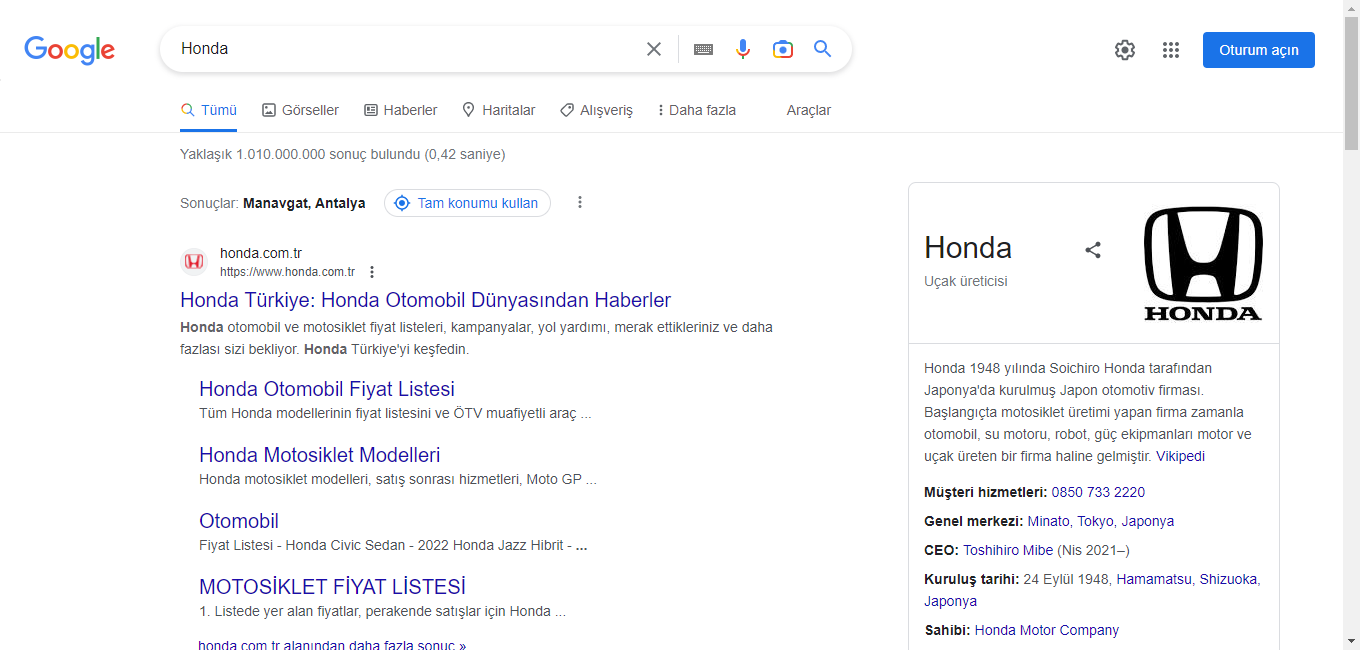 Google
Honda
Oturum açın
Tümü
Görseller
Haberler
Haritalar
Alışveriş
Daha fazla
Araçlar
Yaklaşık 1.010.000.000 sonuç bulundu (0,42 saniye)
Sonuçlar: Manavgat, Antalya
Tam konumu kullan
honda.com.tr
https://www.honda.com.tr
Honda Türkiye: Honda Otomobil Dünyasından Haberler
Honda otomobil ve motosiklet fiyat listeleri, kampanyalar, yol yardımı, merak ettikleriniz ve daha
fazlası sizi bekliyor. Honda Türkiye'yi keşfedin.
Honda Otomobil Fiyat Listesi
Tüm Honda modellerinin fiyat listesini ve ÖTV muafiyetli araç ...
Honda Motosiklet Modelleri
Honda motosiklet modelleri, satış sonrası hizmetleri, Moto GP ...
Otomobil
Fiyat Listesi - Honda Civic Sedan - 2022 Honda Jazz Hibrit - ...
MOTOSİKLET FİYAT LİSTESİ
1. Listede yer alan fiyatlar, perakende satışlar için Honda ...
honda.com.tr alanından daha fazla sonuç »
Honda
Uçak üreticisi
HONDA
Honda 1948 yılında Soichiro Honda tarafından
Japonya'da kurulmuş Japon otomotiv firması.
Başlangıçta motosiklet üretimi yapan firma zamanla
otomobil, su motoru, robot, güç ekipmanları motor ve
uçak üreten bir firma haline gelmiştir. Vikipedi
Müşteri hizmetleri: 0850 733 2220
Genel merkezi: Minato, Tokyo, Japonya
CEO: Toshihiro Mibe (Nis 2021–)
Kuruluş tarihi: 24 Eylül 1948, Hamamatsu, Shizuoka,
Japonya
Sahibi: Honda Motor Company